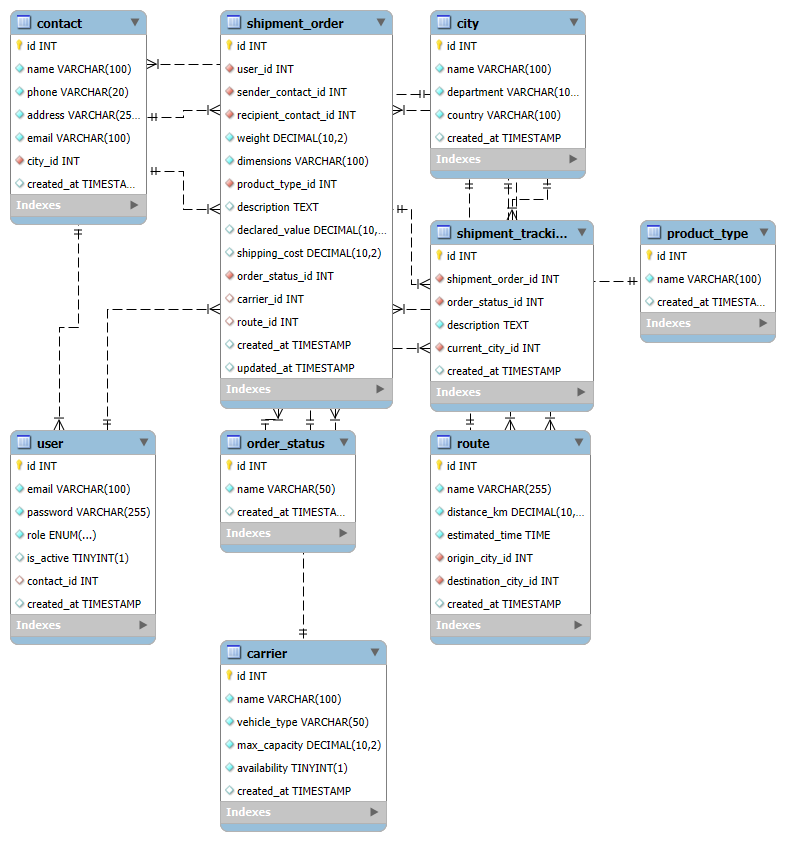 contact
id INT
name VARCHAR(100)
phone VARCHAR(20)
address VARCHAR(25...
email VARCHAR(100)
city_id INT
created_at TIMESTA...
Indexes
shipment_order
id INT
user_id INT
sender_contact_id INT
recipient_contact_id INT
weight DECIMAL(10,2)
dimensions VARCHAR(100)
product_type_id INT
description TEXT
declared_value DECIMAL(10,...
shipping_cost DECIMAL(10,2)
order_status_id INT
carrier_id INT
route_id INT
created_at TIMESTAMP
updated_at TIMESTAMP
Indexes
city
id INT
name VARCHAR(100)
department VARCHAR(10...
country VARCHAR(100)
created_at TIMESTAMP
Indexes
shipment_tracki...
id INT
shipment_order_id INT
order_status_id INT
description TEXT
current_city_id INT
created_at TIMESTAMP
Indexes
product_type
id INT
name VARCHAR(100)
created_at TIMESTA...
Indexes
user
id INT
email VARCHAR(100)
password VARCHAR(255)
role ENUM(...)
is_active TINYINT(1)
contact_id INT
created_at TIMESTAMP
Indexes
order_status
id INT
name VARCHAR(50)
created_at TIMESTA...
Indexes
route
id INT
name VARCHAR(255)
distance_km DECIMAL(10,...
estimated_time TIME
origin_city_id INT
destination_city_id INT
created_at TIMESTAMP
Indexes
carrier
id INT
name VARCHAR(100)
vehicle_type VARCHAR(50)
max_capacity DECIMAL(10,2)
availability TINYINT(1)
created_at TIMESTAMP
Indexes